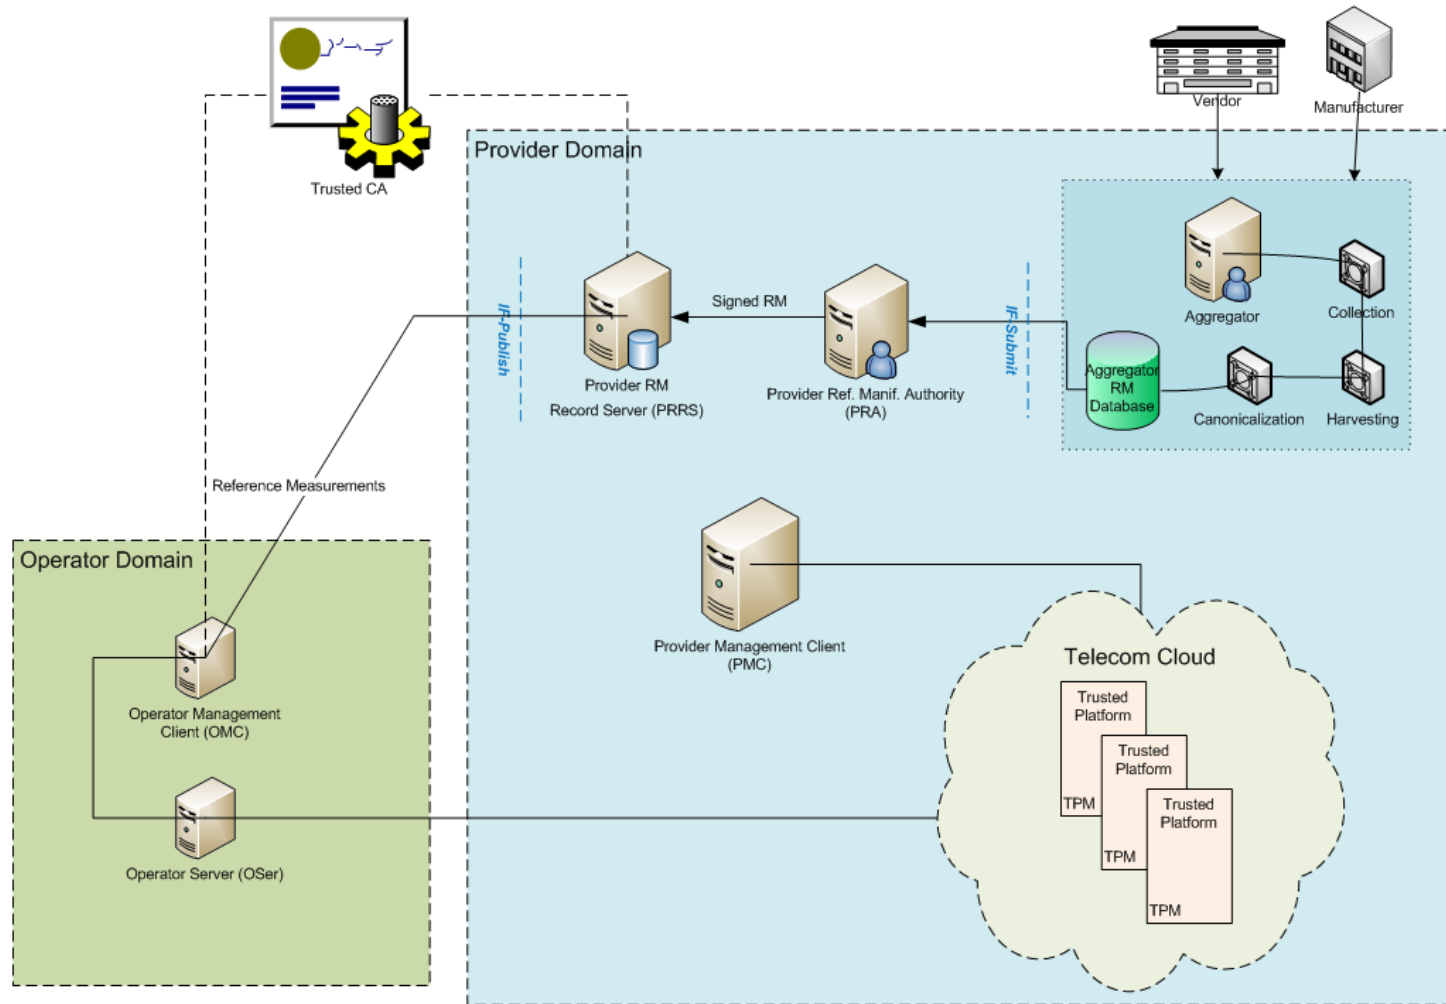 Trusted CA
Vendor
Manufacturer
Provider Domain
IF-Publish
Provider RM
Record Server (PRRS)
Signed RM
Provider Ref. Manif. Authority
(PRA)
IF-Submit
Aggregator
Collection
Aggregator
RM
Database
Canonicalization
Harvesting
Reference Measurements
Operator Domain
Operator Management
Client (OMC)
Operator Server (OSer)
Provider Management Client
(PMC)
Telecom Cloud
Trusted
Platform
TPM
Trusted
Platform
TPM
Trusted
Platform
TPM